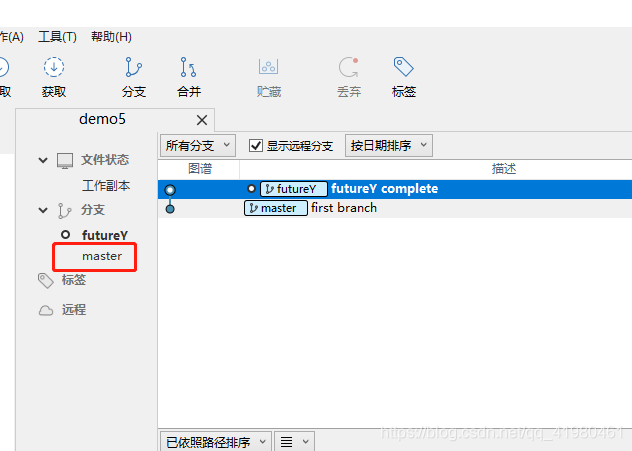 作(A) 工具(T) 帮助(H)
取 获取 分支 合并 贮藏 丢弃 标签
demo5
所有分支 显示远程分支 按日期排序
文件状态
图谱 描述
工作副本
futureY futureY complete
分支
master first branch
futureY
master
标签
远程
已依照路径排序
https://blog.csdn.net/qq_41980461